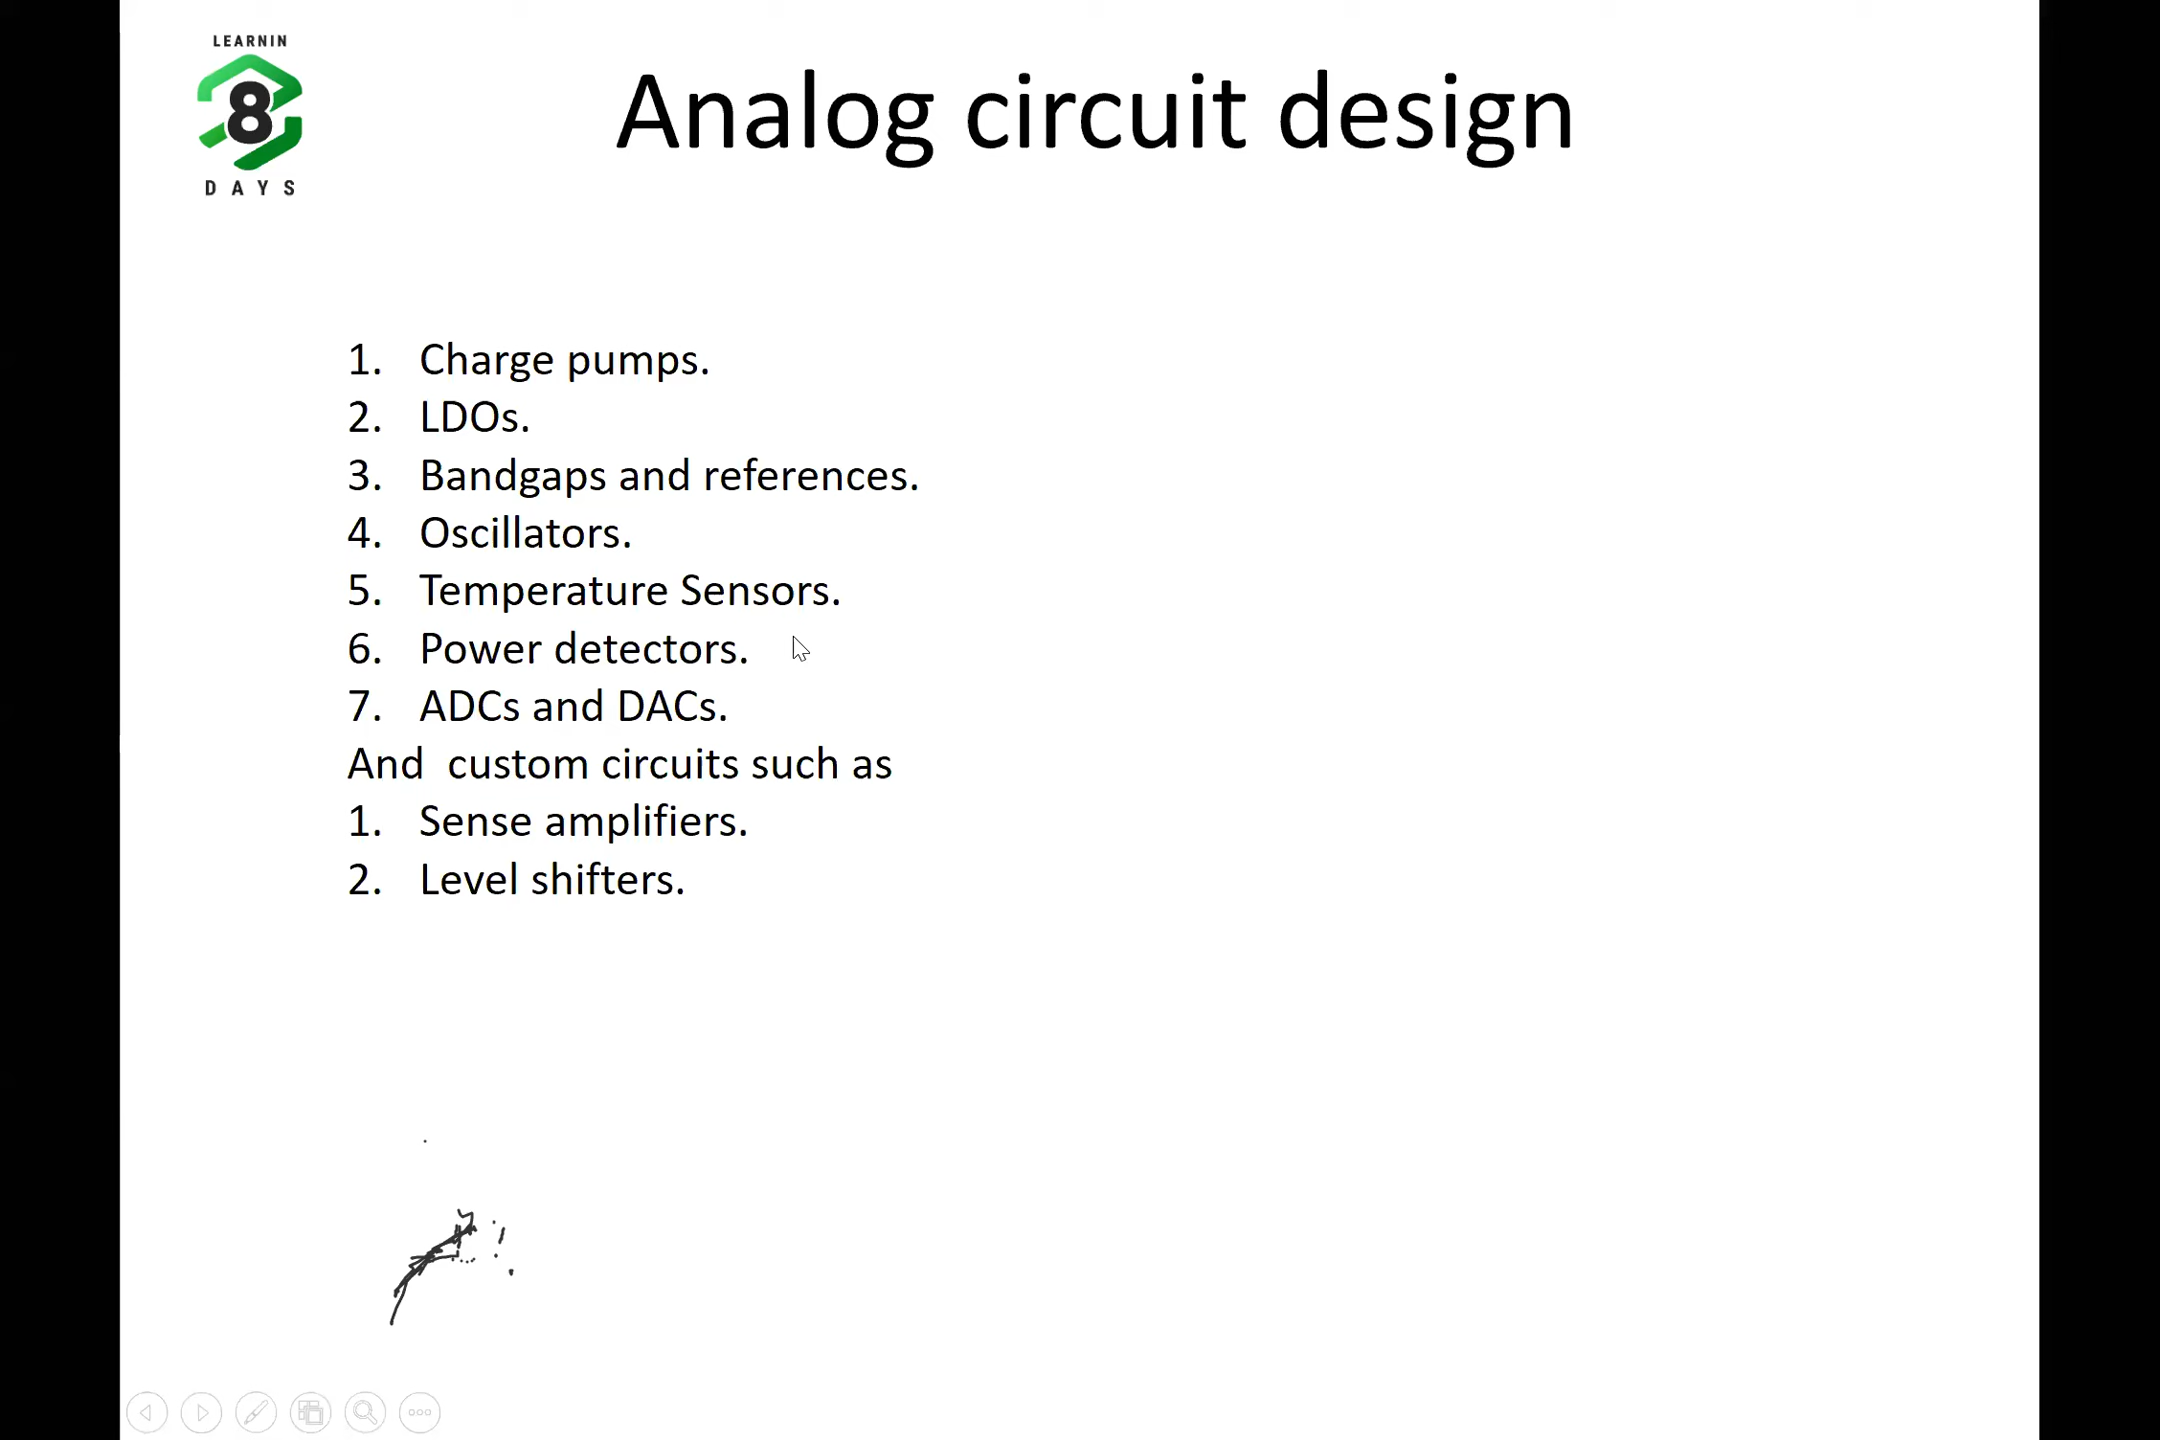 LEARNIN
8
DAYS
Analog circuit design
1. Charge pumps.
2. LDOs.
3. Bandgaps and references.
4. Oscillators.
5. Temperature Sensors.
6. Power detectors.
7. ADCs and DACs.
And  custom circuits such as
1. Sense amplifiers.
2. Level shifters.